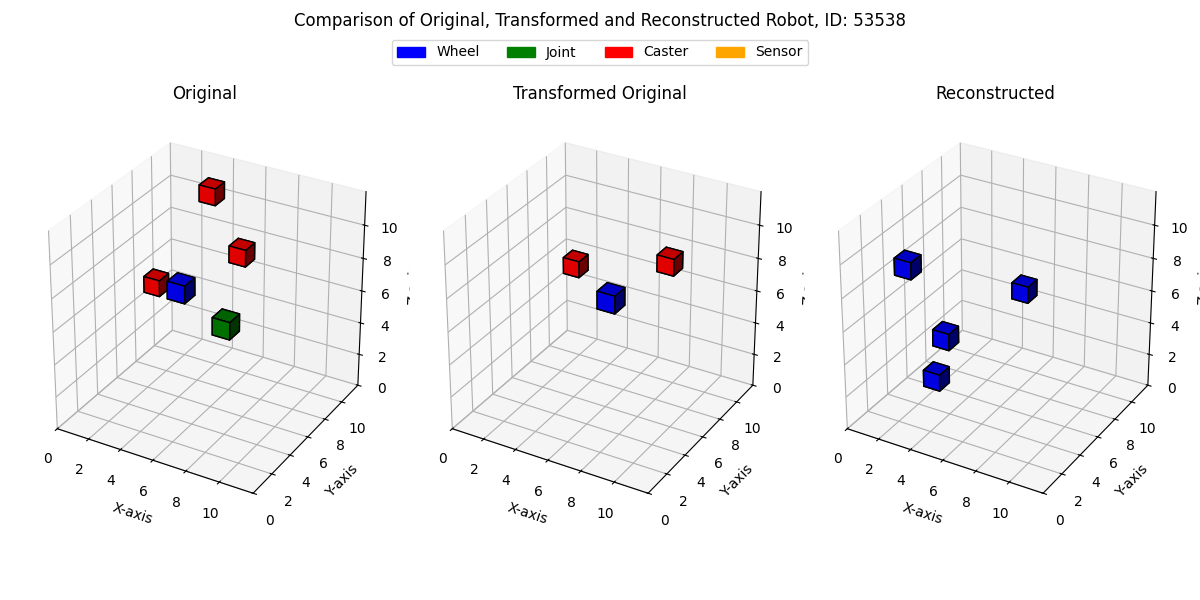 Comparison of Original, Transformed and Reconstructed Robot, ID: 53538
Wheel Joint Caster Sensor
Original
Transformed Original
Reconstructed
0 2 4 6 8 10
X-axis
0 2 4 6 8 10
Y-axis
0 2 4 6 8 10
0 2 4 6 8 10
X-axis
0 2 4 6 8 10
Y-axis
0 2 4 6 8 10
0 2 4 6 8 10
X-axis
0 2 4 6 8 10
Y-axis
0 2 4 6 8 10